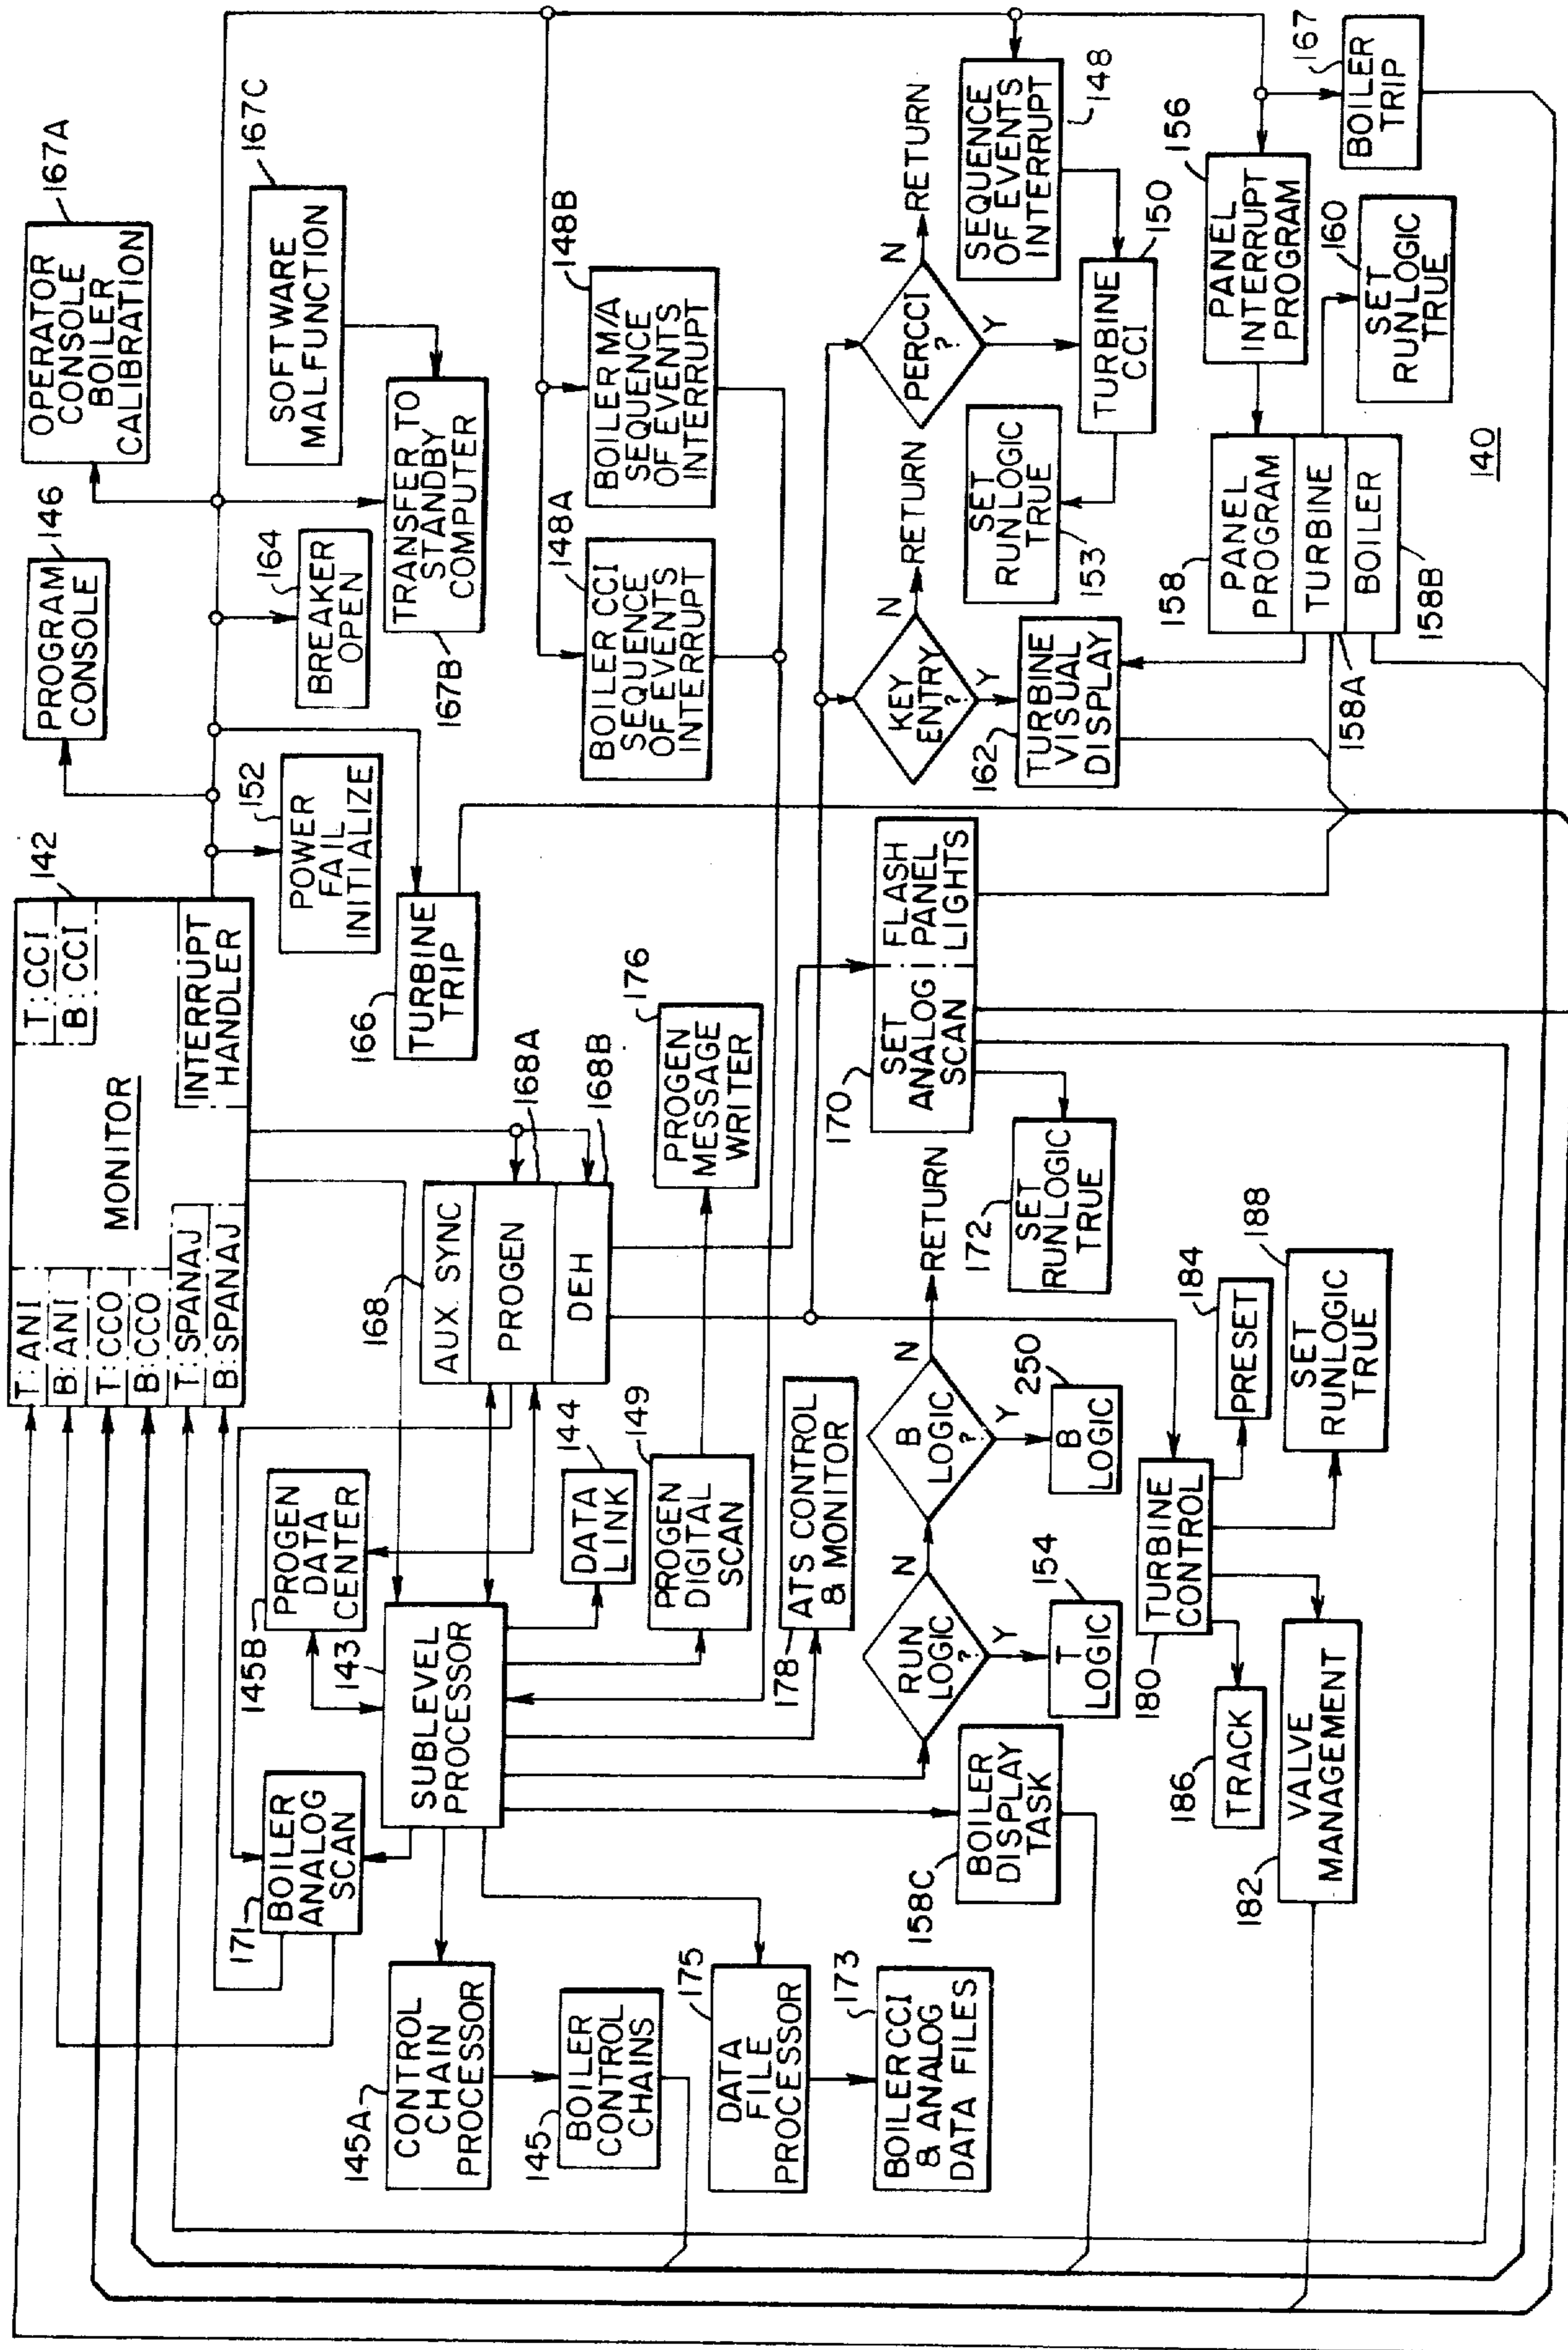 T:ANI
B:ANI
T:CCO
B:CCO
T:SPANAJ
B:SPANAJ
MONITOR
T:CCI
B:CCI
INTERRUPT
HANDLER
142
PROGRAM
CONSOLE
146
OPERATOR
CONSOLE
BOILER
CALIBRATION
167A
152
POWER
FAIL
INITIALIZE
164
BREAKER
OPEN
167C
SOFTWARE
MALFUNCTION
TRANSFER TO
STANDBY
COMPUTER
167B
166
TURBINE
TRIP
148A
BOILER CCI
SEQUENCE
OF EVENTS
INTERRUPT
148B
BOILER M/A
SEQUENCE
OF EVENTS
INTERRUPT
171
BOILER
ANALOG
SCAN
145B
PROGEN
DATA
CENTER
143
SUBLEVEL
PROCESSOR
168
AUX. SYNC
PROGEN
DEH
168A
168B
144
DATA
LINK
149
PROGEN
DIGITAL
SCAN
176
PROGEN
MESSAGE
WRITER
145A
CONTROL
CHAIN
PROCESSOR
145
BOILER
CONTROL
CHAINS
175
DATA
FILE
PROCESSOR
173
BOILER CCI
& ANALOG
DATA FILES
178
ATS CONTROL
& MONITOR
RUN
LOGIC
?
N
Y
B
LOGIC
?
N
RETURN
Y
T
LOGIC
154
B
LOGIC
250
158C
BOILER
DISPLAY
TASK
170
SET
ANALOG
SCAN
FLASH
PANEL
LIGHTS
172
SET
RUNLOGIC
TRUE
KEY
ENTRY
?
N
RETURN
Y
PERCCI
?
N
RETURN
Y
162
TURBINE
VISUAL
DISPLAY
SET
RUNLOGIC
TRUE
153
SEQUENCE
OF EVENTS
INTERRUPT
148
TURBINE
CCI
150
180
TURBINE
CONTROL
184
PRESET
188
SET
RUNLOGIC
TRUE
186
TRACK
182
VALVE
MANAGEMENT
158
PANEL
PROGRAM
TURBINE
BOILER
158A
158B
156
PANEL
INTERRUPT
PROGRAM
160
SET
RUNLOGIC
TRUE
167
BOILER
TRIP
140